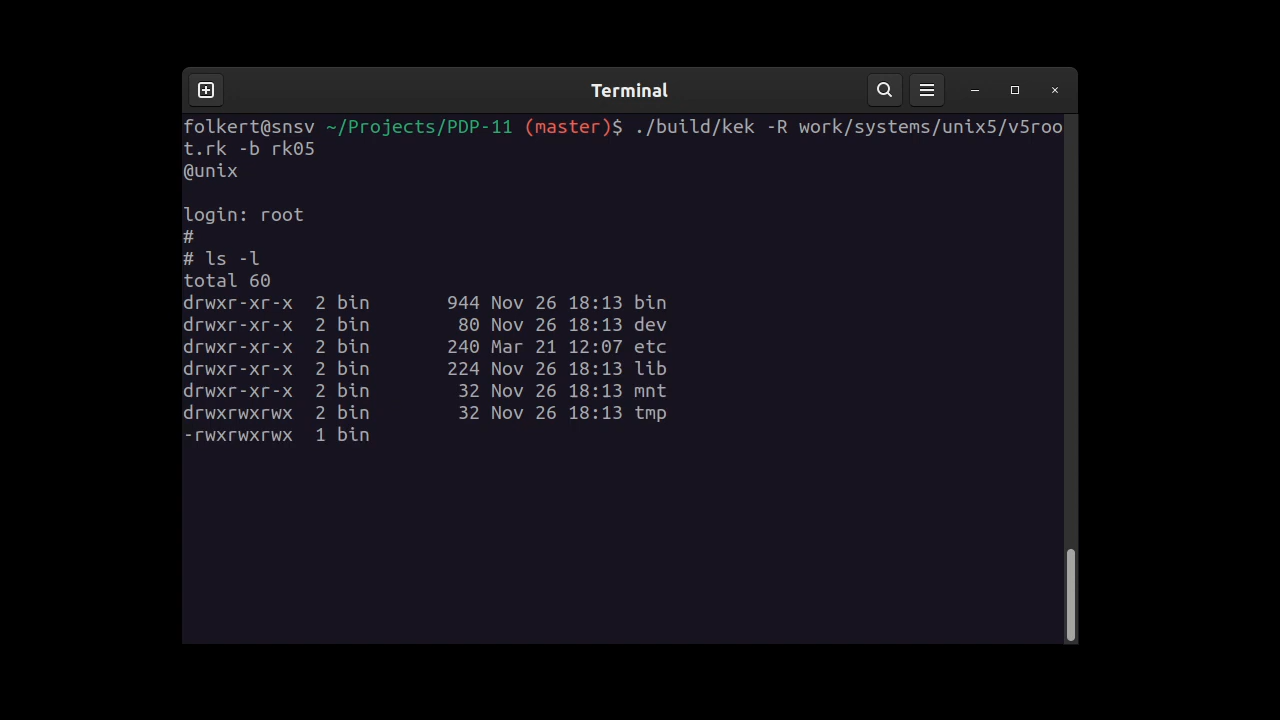 Terminal
folkert@snsv ~/Projects/PDP-11 (master)$ ./build/kek -R work/systems/unix5/v5roo
t.rk -b rk05
@unix
login: root
#
# ls -l
total 60
drwxr-xr-x  2 bin       944 Nov 26 18:13 bin
drwxr-xr-x  2 bin        80 Nov 26 18:13 dev
drwxr-xr-x  2 bin       240 Mar 21 12:07 etc
drwxr-xr-x  2 bin       224 Nov 26 18:13 lib
drwxr-xr-x  2 bin        32 Nov 26 18:13 mnt
drwxrwxrwx  2 bin        32 Nov 26 18:13 tmp
-rwxrwxrwx  1 bin